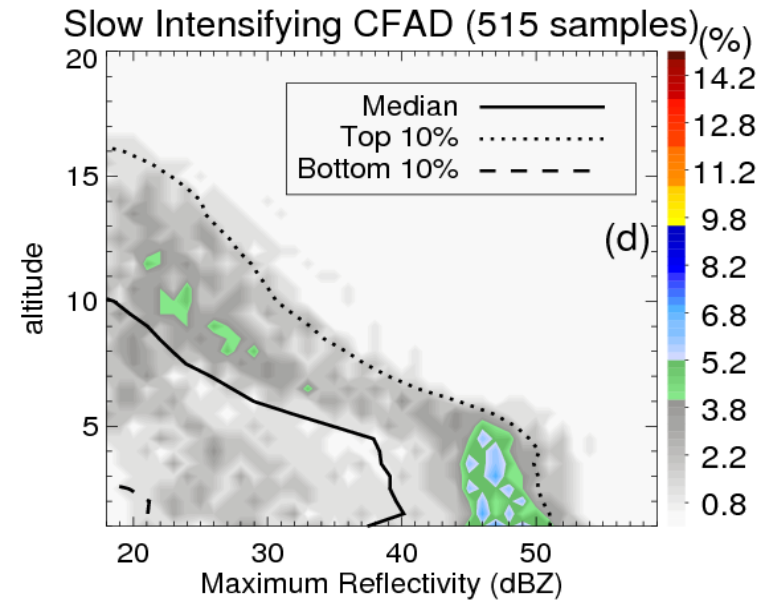 Slow Intensifying CFAD (515 samples)
(%)
20
15
10
5
altitude
Median
Top 10%
Bottom 10%
(d)
14.2
12.8
11.2
9.8
8.2
6.8
5.2
3.8
2.2
0.8
20 30 40 50
Maximum Reflectivity (dBZ)